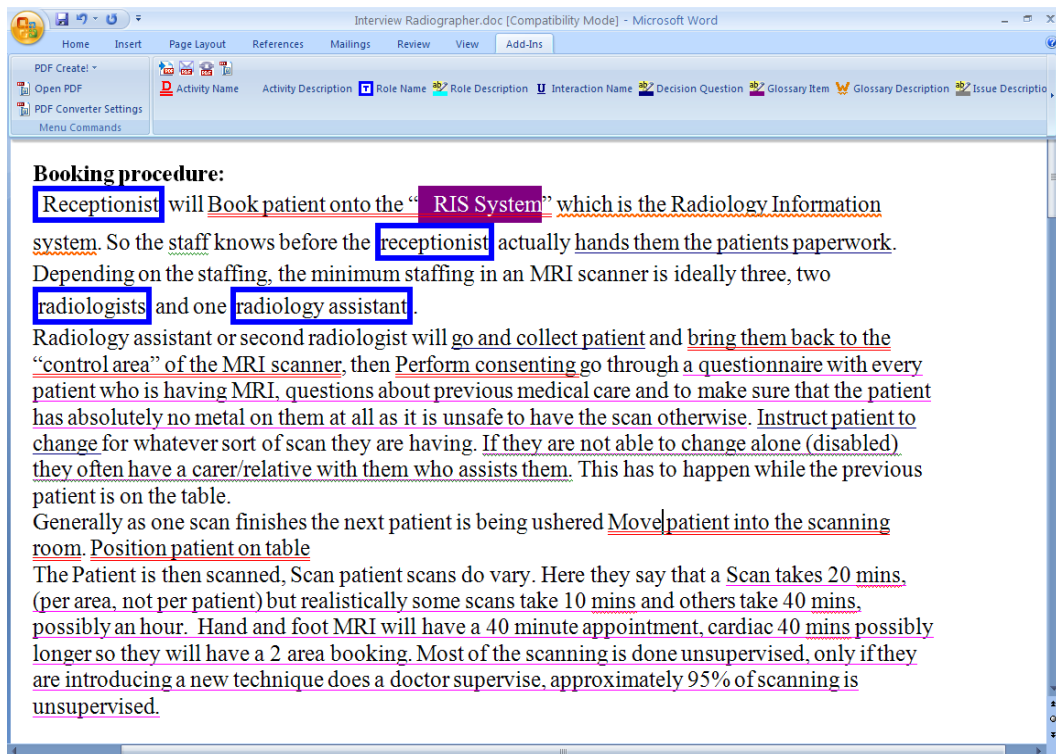 Interview Radiographer.doc [Compatibility Mode] - Microsoft Word
Home Insert Page Layout References Mailings Review View Add-Ins
PDF Create!
Open PDF
PDF Converter Settings
Menu Commands
D Activity Name Activity Description T Role Name Role Description U Interaction Name Decision Question Glossary Item W Glossary Description Issue Descriptio
Booking procedure:
Receptionist will Book patient onto the “ RIS System” which is the Radiology Information
system. So the staff knows before the receptionist actually hands them the patients paperwork.
Depending on the staffing, the minimum staffing in an MRI scanner is ideally three, two
radiologists and one radiology assistant.
Radiology assistant or second radiologist will go and collect patient and bring them back to the
“control area” of the MRI scanner, then Perform consenting go through a questionnaire with every
patient who is having MRI, questions about previous medical care and to make sure that the patient
has absolutely no metal on them at all as it is unsafe to have the scan otherwise. Instruct patient to
change for whatever sort of scan they are having. If they are not able to change alone (disabled)
they often have a carer/relative with them who assists them. This has to happen while the previous
patient is on the table.
Generally as one scan finishes the next patient is being ushered Move patient into the scanning
room. Position patient on table
The Patient is then scanned, Scan patient scans do vary. Here they say that a Scan takes 20 mins,
(per area, not per patient) but realistically some scans take 10 mins and others take 40 mins,
possibly an hour. Hand and foot MRI will have a 40 minute appointment, cardiac 40 mins possibly
longer so they will have a 2 area booking. Most of the scanning is done unsupervised, only if they
are introducing a new technique does a doctor supervise, approximately 95% of scanning is
unsupervised.